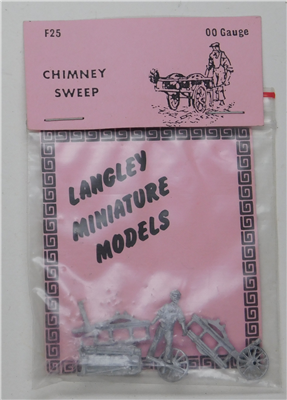 F25 00 Gauge
CHIMNEY
SWEEP
LANGLEY
MINIATURE
MODELS